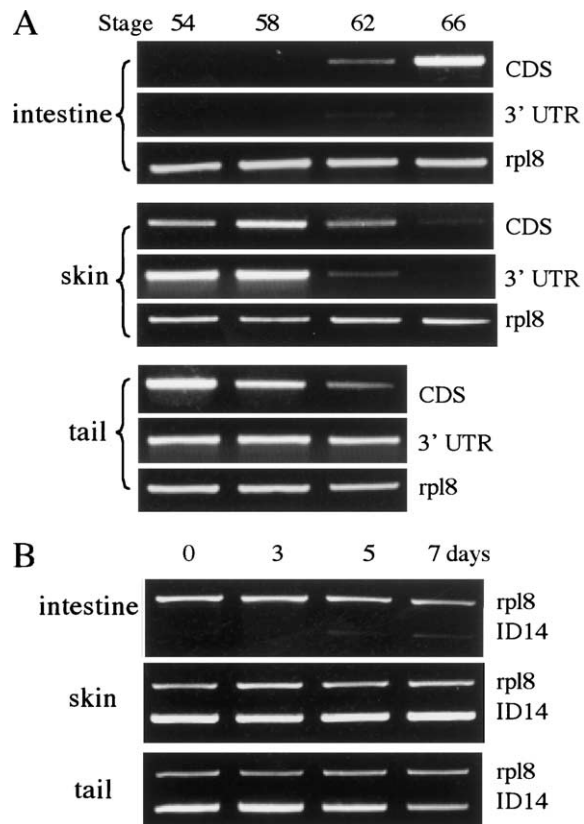 A
Stage 54 58 62 66
intestine
CDS
3' UTR
rpl8
skin
CDS
3' UTR
rpl8
tail
CDS
3' UTR
rpl8
B
0 3 5 7 days
intestine
rpl8
ID14
skin
rpl8
ID14
tail
rpl8
ID14